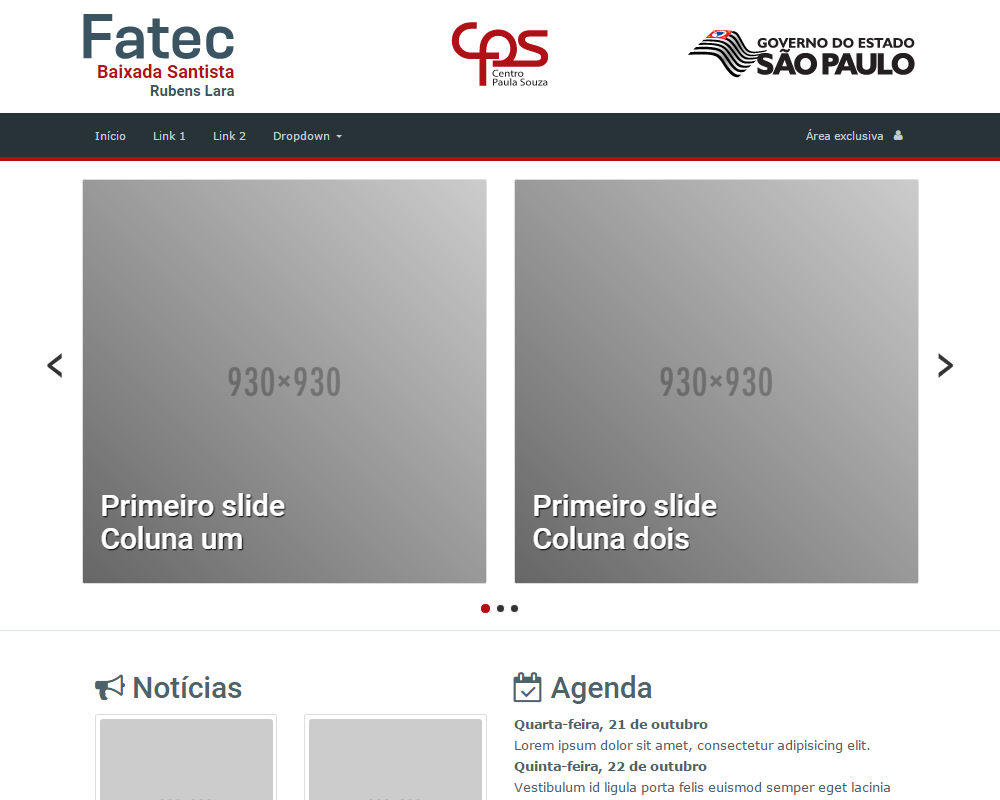 Fatec
Baixada Santista
Rubens Lara
CPS
Centro
Paula Souza
GOVERNO DO ESTADO
SÃO PAULO
Início
Link 1
Link 2
Dropdown
Área exclusiva
<
>
930×930
Primeiro slide
Coluna um
930×930
Primeiro slide
Coluna dois
Notícias
Agenda
Quarta-feira, 21 de outubro
Lorem ipsum dolor sit amet, consectetur adipisicing elit.
Quinta-feira, 22 de outubro
Vestibulum id ligula porta felis euismod semper eget lacinia